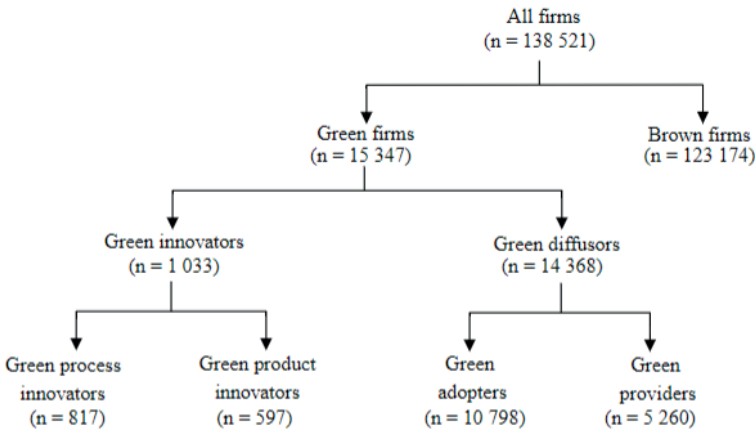 All firms
(n = 138 521)
Green firms
(n = 15 347)
Brown firms
(n = 123 174)
Green innovators
(n = 1 033)
Green diffusors
(n = 14 368)
Green process
innovators
(n = 817)
Green product
innovators
(n = 597)
Green
adopters
(n = 10 798)
Green
providers
(n = 5 260)